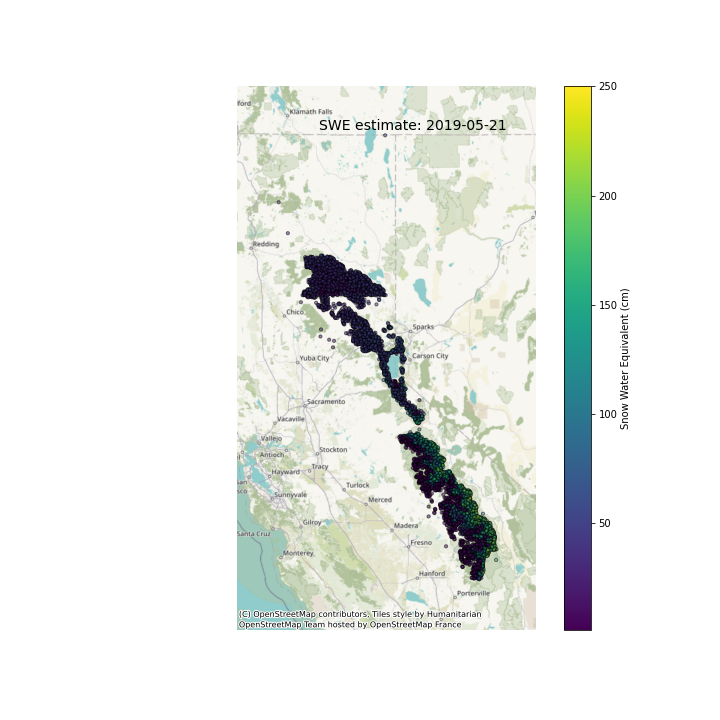 ford
Klamath Falls
SWE estimate: 2019-05-21
Redding
Chico
Sparks
Carson City
Yuba City
Sacramento
Vacaville
Vallejo
Antioch
Stockton
Hayward
Tracy
Sunnyvale
Turlock
Merced
Gilroy
Madera
Santa Cruz
Fresno
Monterey
Hanford
Porterville
(C) OpenStreetMap contributors, Tiles style by Humanitarian
OpenStreetMap Team hosted by OpenStreetMap France
250
200
150
100
50
Snow Water Equivalent (cm)